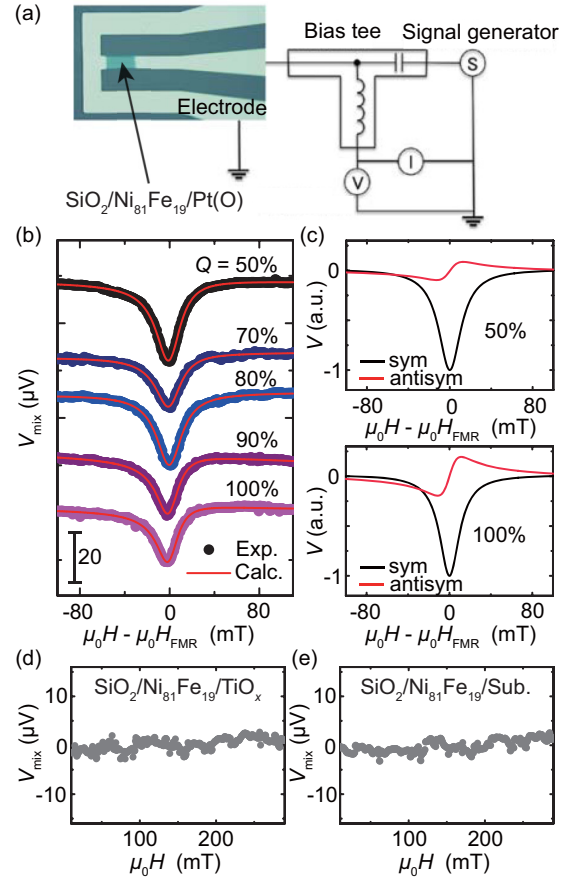 (a)
Bias tee Signal generator
S
Electrode
I
V
SiO2/Ni81Fe19/Pt(O)
(b)
Q = 50%
70%
80%
90%
100%
20
Exp.
Calc.
Vmix (μV)
-80 0 80
μ0H - μ0HFMR (mT)
(c)
V (a.u.)
0
-1
50%
sym
antisym
-80 0 80
μ0H - μ0HFMR (mT)
V (a.u.)
0
-1
100%
sym
antisym
-80 0 80
μ0H - μ0HFMR (mT)
(d)
SiO2/Ni81Fe19/TiOx
Vmix (μV)
10
0
-10
100 200
μ0H (mT)
(e)
SiO2/Ni81Fe19/Sub.
Vmix (μV)
10
0
-10
100 200
μ0H (mT)